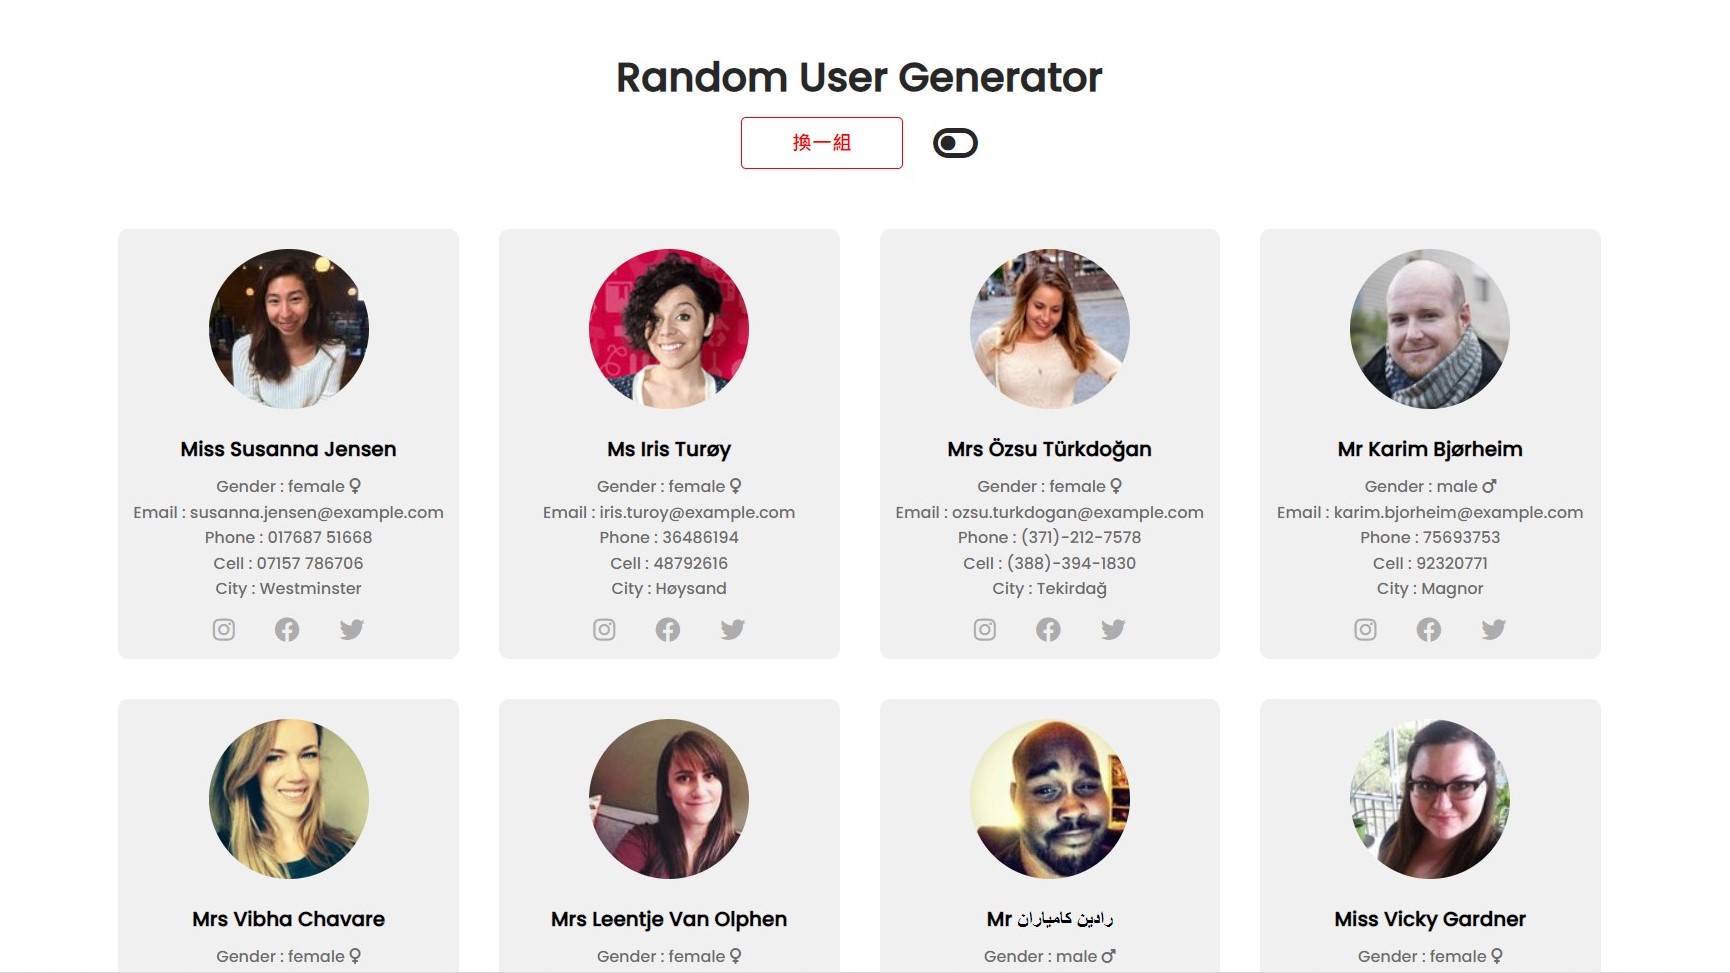 Random User Generator
換一組
Miss Susanna Jensen
Gender : female ♀
Email : susanna.jensen@example.com
Phone : 017687 51668
Cell : 07157 786706
City : Westminster
Ms Iris Turøy
Gender : female ♀
Email : iris.turoy@example.com
Phone : 36486194
Cell : 48792616
City : Høysand
Mrs Özsu Türkdoğan
Gender : female ♀
Email : ozsu.turkdogan@example.com
Phone : (371)-212-7578
Cell : (388)-394-1830
City : Tekirdağ
Mr Karim Bjørheim
Gender : male ♂
Email : karim.bjorheim@example.com
Phone : 75693753
Cell : 92320771
City : Magnor
Mrs Vibha Chavare
Gender : female ♀
Mrs Leentje Van Olphen
Gender : female ♀
Mr رادین کامیاران
Gender : male ♂
Miss Vicky Gardner
Gender : female ♀